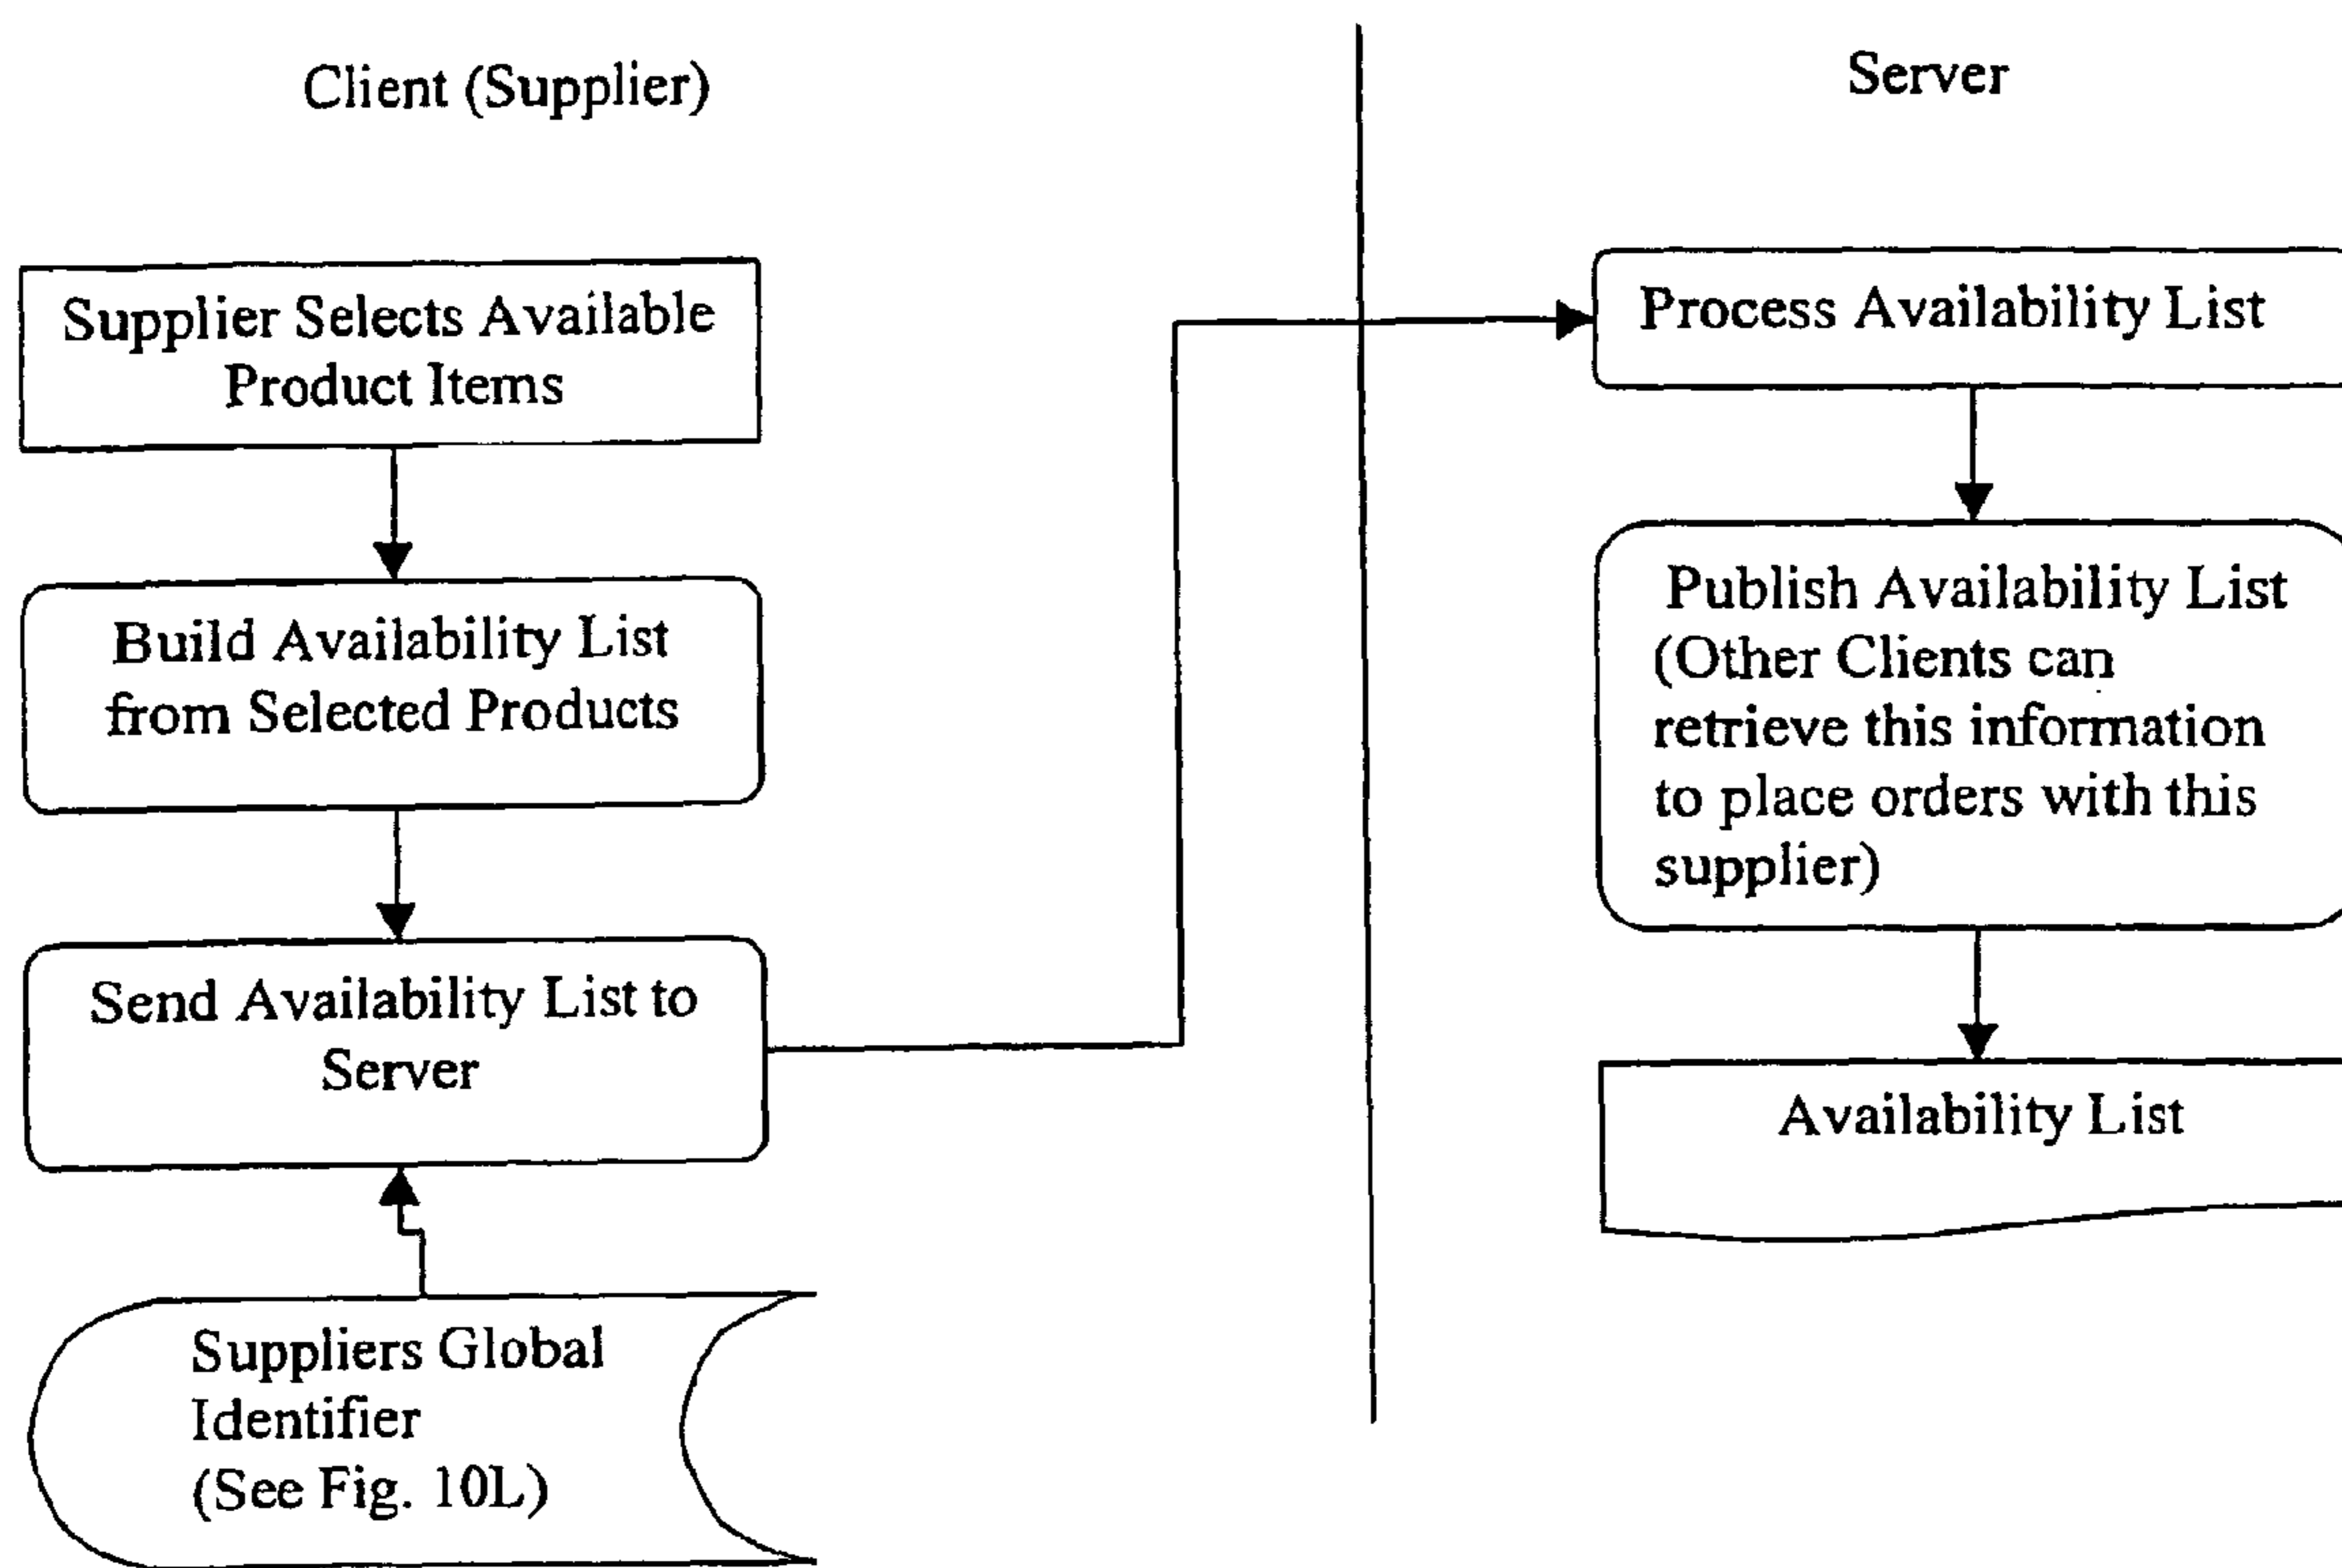 Client (Supplier)
Server
Supplier Selects Available
Product Items
Build Availability List
from Selected Products
Send Availability List to
Server
Suppliers Global
Identifier
(See Fig. 10L)
Process Availability List
Publish Availability List
(Other Clients can
retrieve this information
to place orders with this
supplier)
Availability List